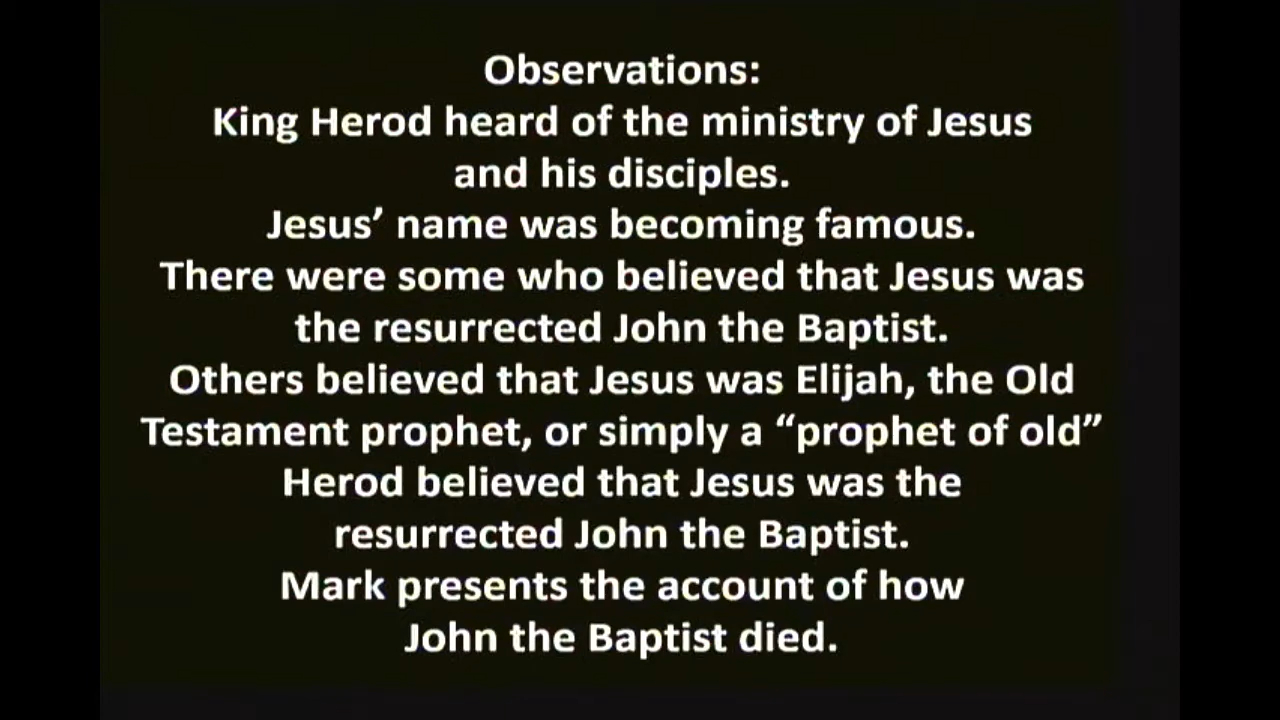 Observations:
King Herod heard of the ministry of Jesus
and his disciples.
Jesus’ name was becoming famous.
There were some who believed that Jesus was
the resurrected John the Baptist.
Others believed that Jesus was Elijah, the Old
Testament prophet, or simply a “prophet of old”
Herod believed that Jesus was the
resurrected John the Baptist.
Mark presents the account of how
John the Baptist died.